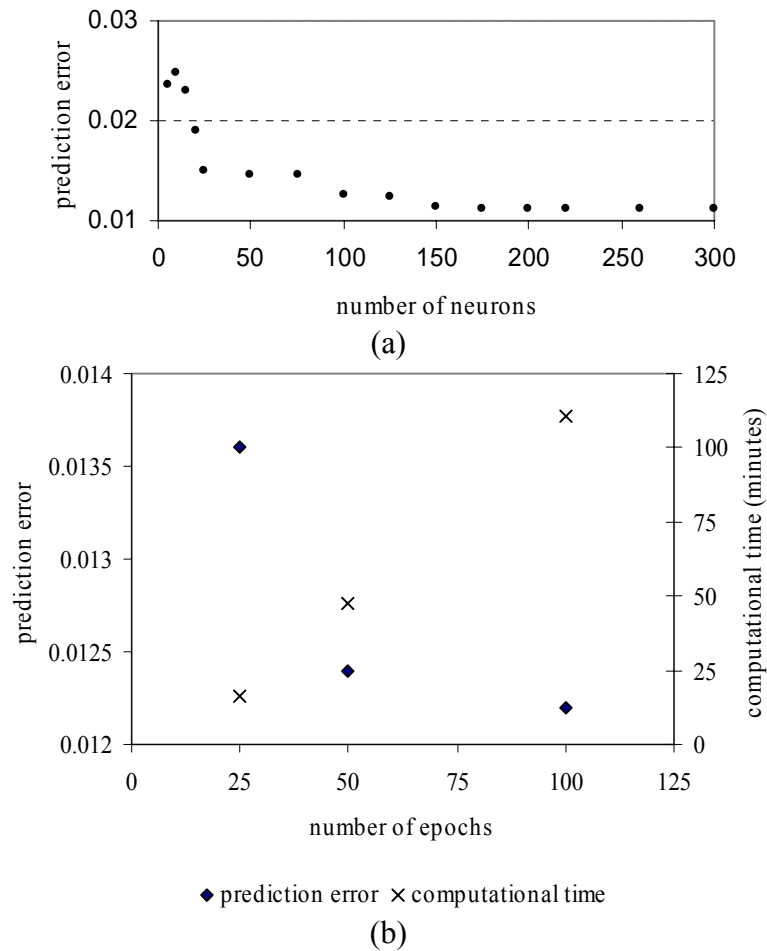 0.03
0.02
0.01
prediction error
0 50 100 150 200 250 300
number of neurons
(a)
0.014
0.0135
0.013
0.0125
0.012
prediction error
125
100
75
50
25
0
computational time (minutes)
0 25 50 75 100 125
number of epochs
prediction error computational time
(b)